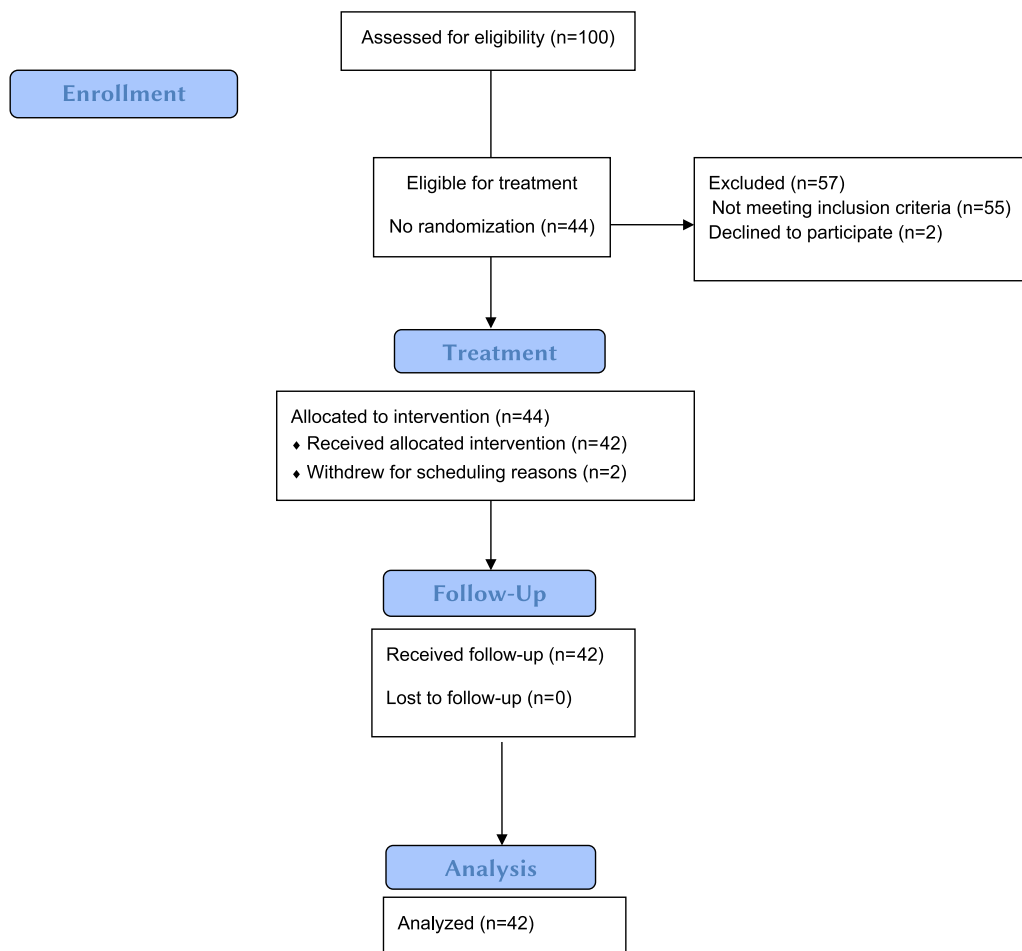 Assessed for eligibility (n=100)
Enrollment
Eligible for treatment
No randomization (n=44)
Excluded (n=57)
Not meeting inclusion criteria (n=55)
Declined to participate (n=2)
Treatment
Allocated to intervention (n=44)
♦ Received allocated intervention (n=42)
♦ Withdrew for scheduling reasons (n=2)
Follow-Up
Received follow-up (n=42)
Lost to follow-up (n=0)
Analysis
Analyzed (n=42)